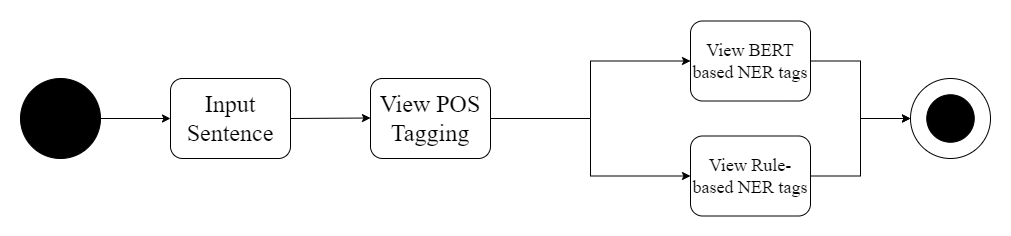 Input
Sentence
View POS
Tagging
View BERT
based NER tags
View Rule-
based NER tags